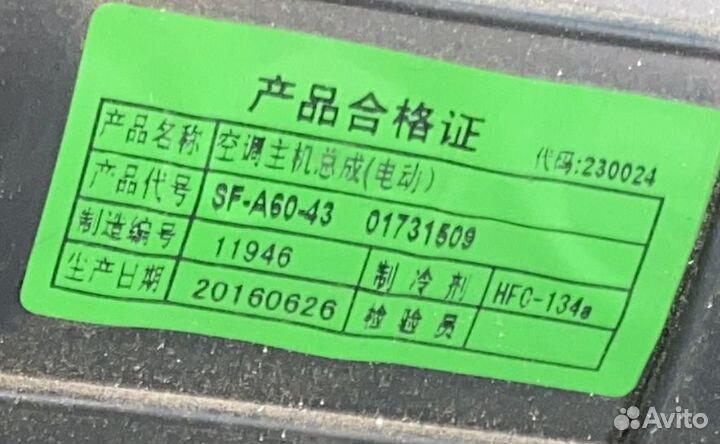 产品合格证
代码:230024
产品名称 空调主机总成(电动)
产品代号 SF-A60-43 01731509
制造编号 11946 制冷剂 HFC-134a
生产日期 20160626 检验员
Avito